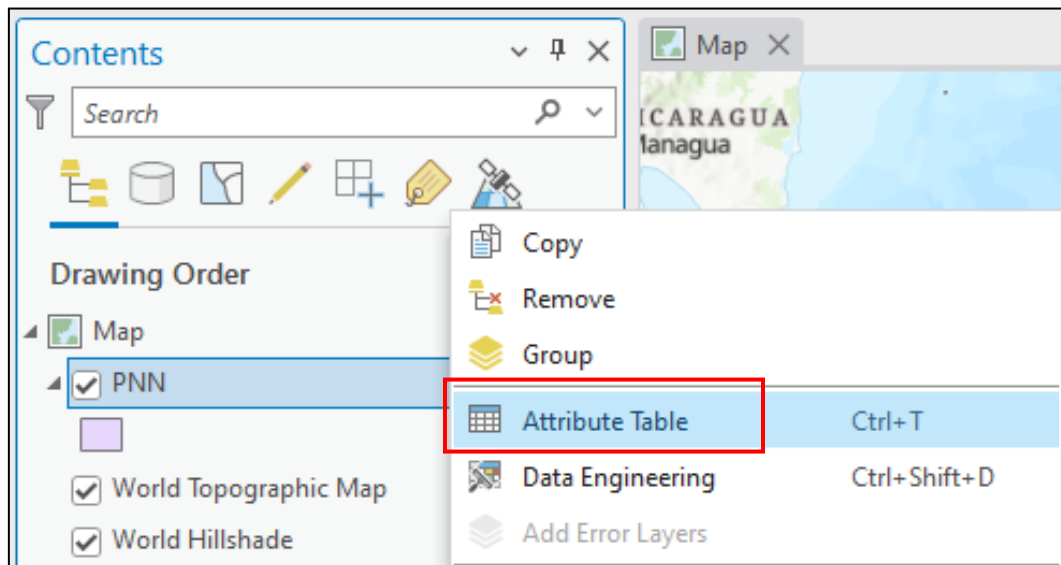 Contents
Search
Drawing Order
Map
PNN
World Topographic Map
World Hillshade
Map
ICARAGUA
Managua
Copy
Remove
Group
Attribute Table Ctrl+T
Data Engineering Ctrl+Shift+D
Add Error Layers